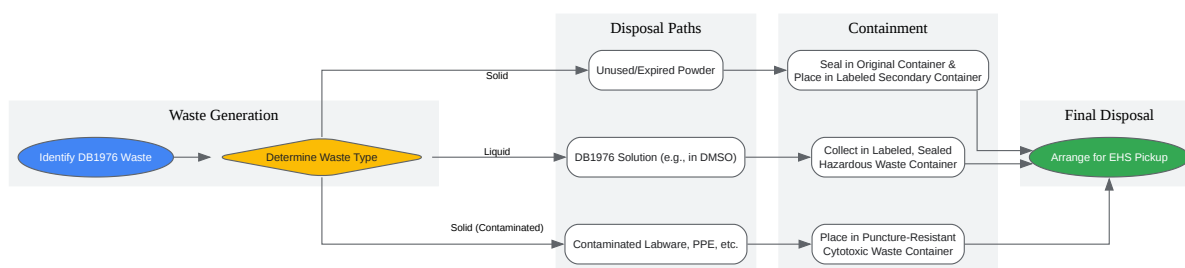 Disposal Paths
Containment
Solid
Unused/Expired Powder
Seal in Original Container &
Place in Labeled Secondary Container
Waste Generation
Final Disposal
Identify DB1976 Waste
Determine Waste Type
Liquid
DB1976 Solution (e.g., in DMSO)
Collect in Labeled, Sealed
Hazardous Waste Container
Arrange for EHS Pickup
Solid (Contaminated)
Contaminated Labware, PPE, etc.
Place in Puncture-Resistant
Cytotoxic Waste Container